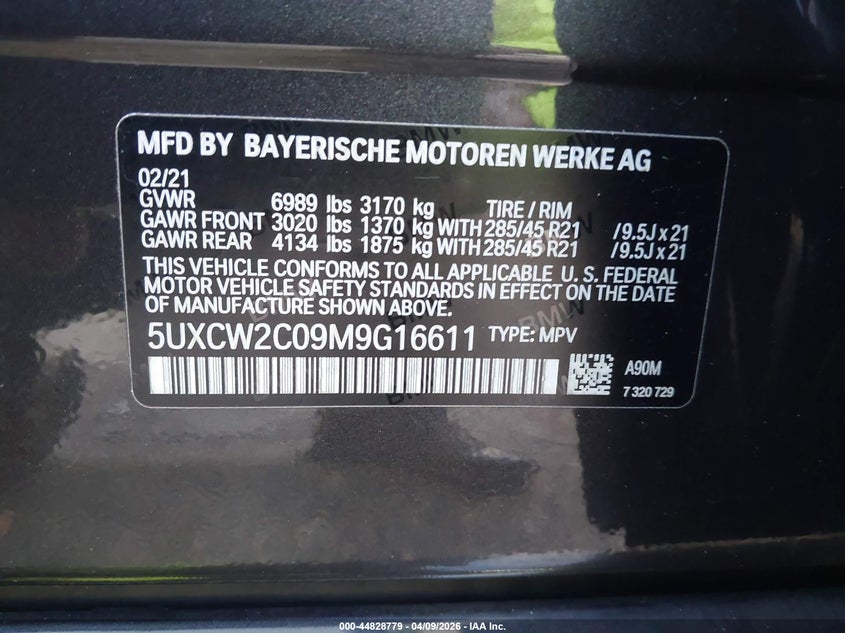 MFD BY BAYERISCHE MOTOREN WERKE AG
02/21
GVWR 6989 lbs 3170 kg TIRE / RIM
GAWR FRONT 3020 lbs 1370 kg WITH 285/45 R21 / 9.5J x 21
GAWR REAR 4134 lbs 1875 kg WITH 285/45 R21 / 9.5J x 21
THIS VEHICLE CONFORMS TO ALL APPLICABLE U. S. FEDERAL
MOTOR VEHICLE SAFETY STANDARDS IN EFFECT ON THE DATE
OF MANUFACTURE SHOWN ABOVE.
5UXCW2C09M9G16611 TYPE: MPV
A90M
7 320 729
000-44828779 - 04/09/2026 - IAA Inc.